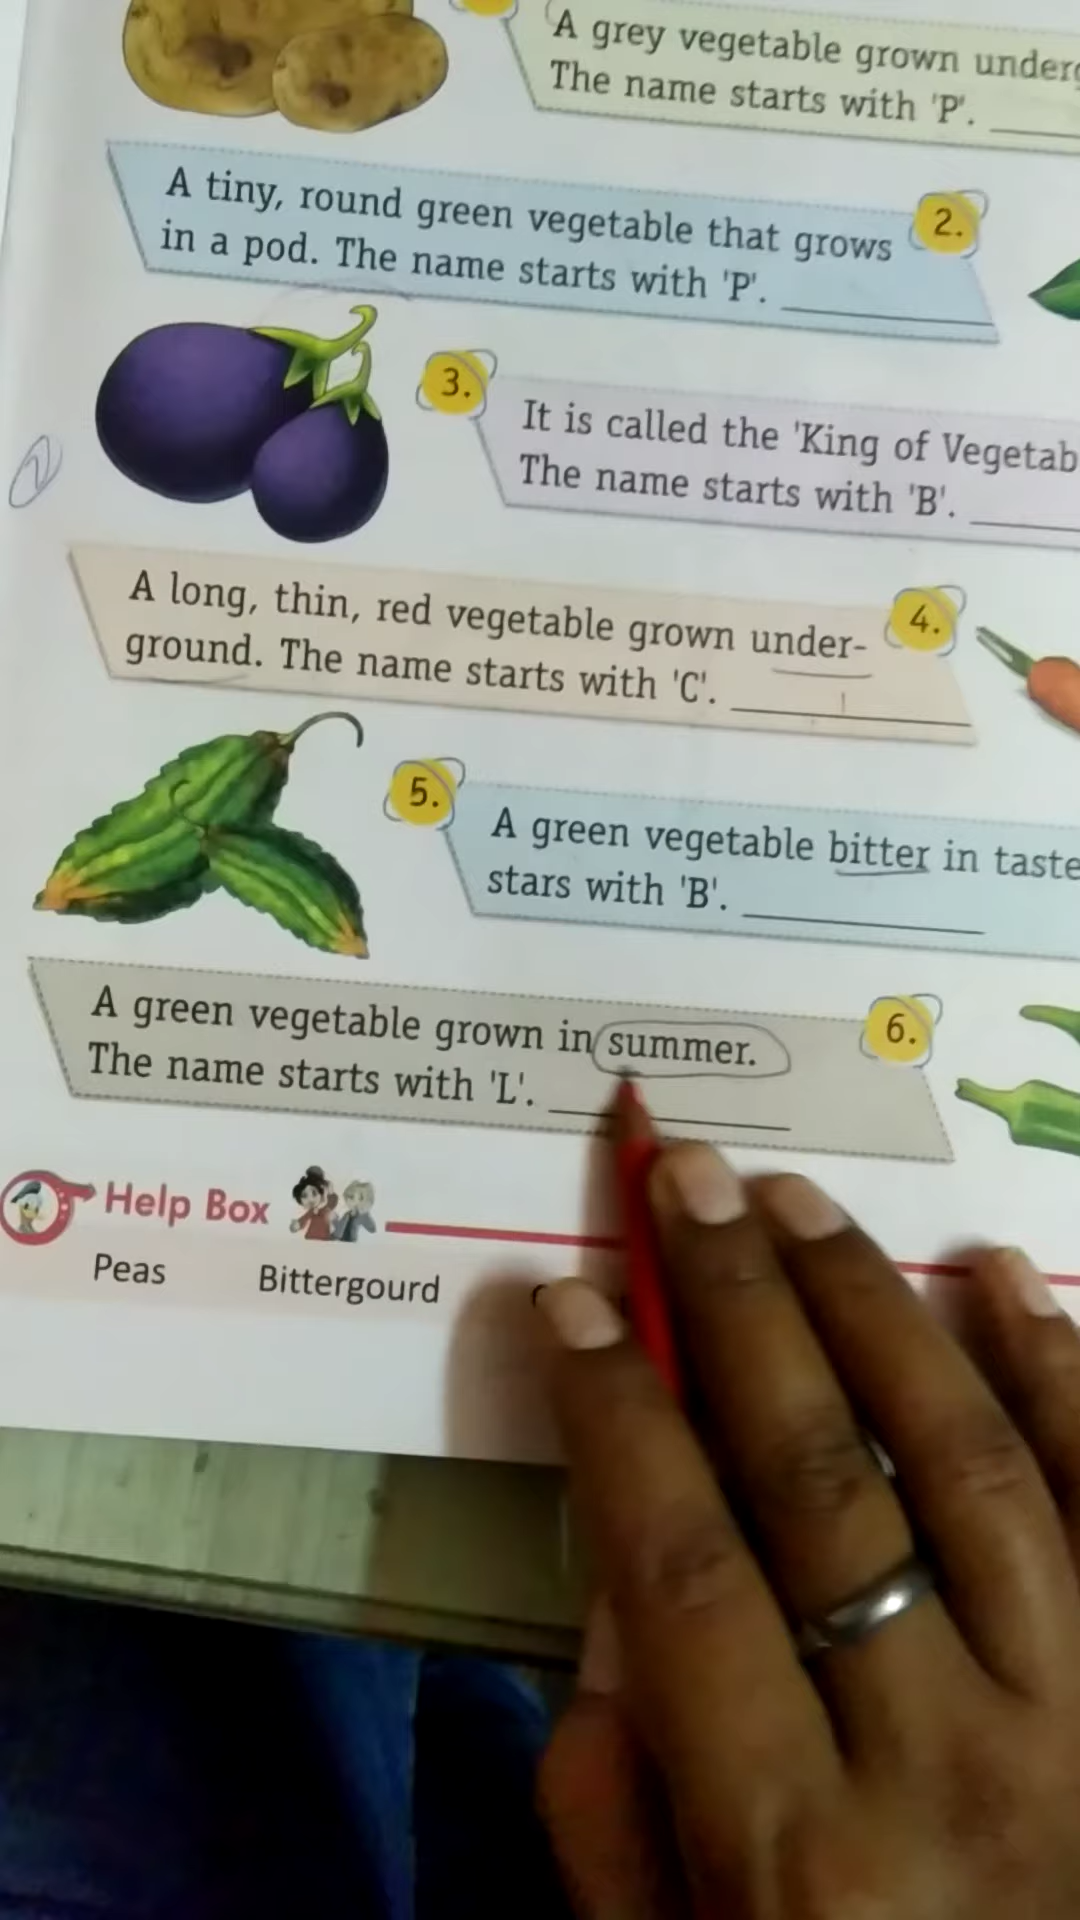 A grey vegetable grown
The name starts with 'P'.
A tiny, round green vegetable that grows
in a pod. The name starts with 'P'.
2.
3.
It is called the 'King of
The name starts with 'B'.
A long, thin, red vegetable grown under-
ground. The name starts with 'C'.
4.
5.
A green vegetable bitter in taste
stars with 'B'.
A green vegetable grown in summer.
The name starts with 'L'.
6.
Help Box
Peas Bittergourd